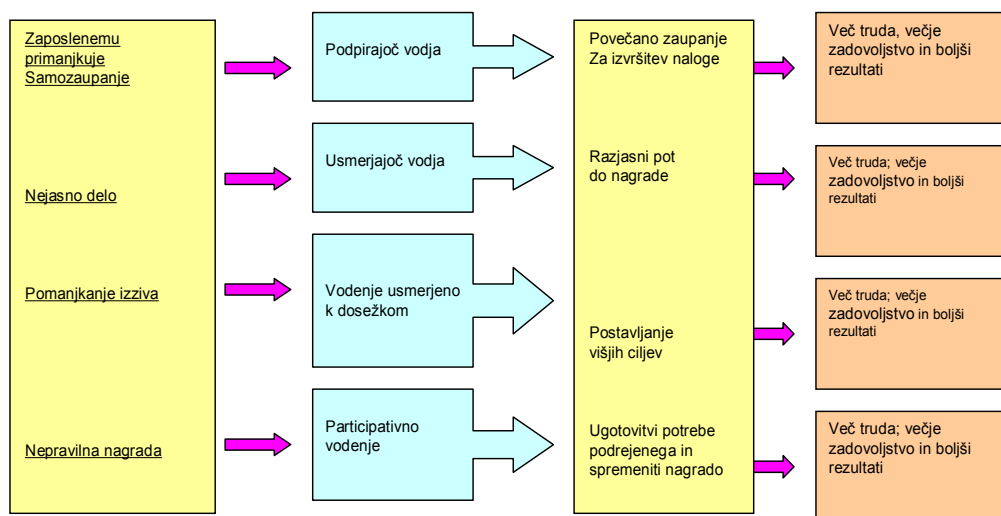 Zaposlenemu
primanjkuje
Samozaupanje
Podpirajoč vodja
Povečano zaupanje
Za izvršitev naloge
Več truda, večje
zadovoljstvo in boljši
rezultati
Nejasno delo
Usmerjajoč vodja
Razjasni pot
do nagrade
Več truda; večje
zadovoljstvo in boljši
rezultati
Pomanjkanje izziva
Vodenje usmerjeno
k dosežkom
Postavljanje
višjih ciljev
Več truda; večje
zadovoljstvo in boljši
rezultati
Nepravilna nagrada
Participativno
vodenje
Ugotovitvi potrebe
podrejenega in
spremeniti nagrado
Več truda; večje
zadovoljstvo in boljši
rezultati